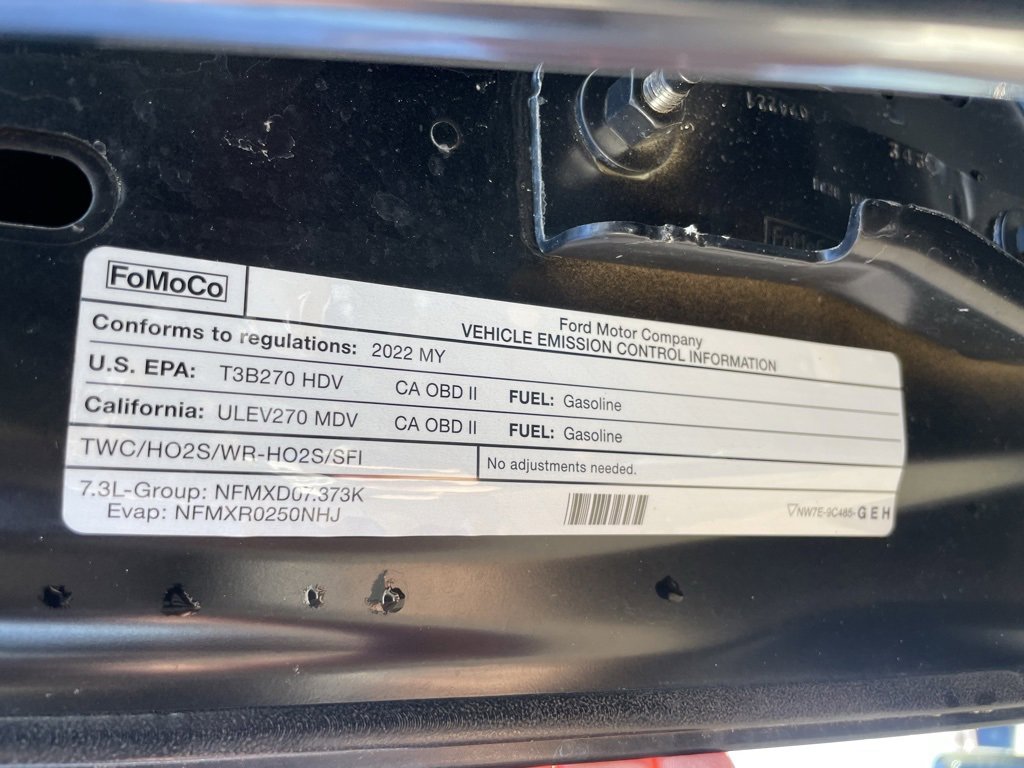 FoMoCo
Ford Motor Company
VEHICLE EMISSION CONTROL INFORMATION
Conforms to regulations: 2022 MY
U.S. EPA: T3B270 HDV CA OBD II FUEL: Gasoline
California: ULEV270 MDV CA OBD II FUEL: Gasoline
TWC/HO2S/WR-HO2S/SFI No adjustments needed.
7.3L-Group: NFMXD07.373K
Evap: NFMXR0250NHJ
NW7E-9C485-GEH